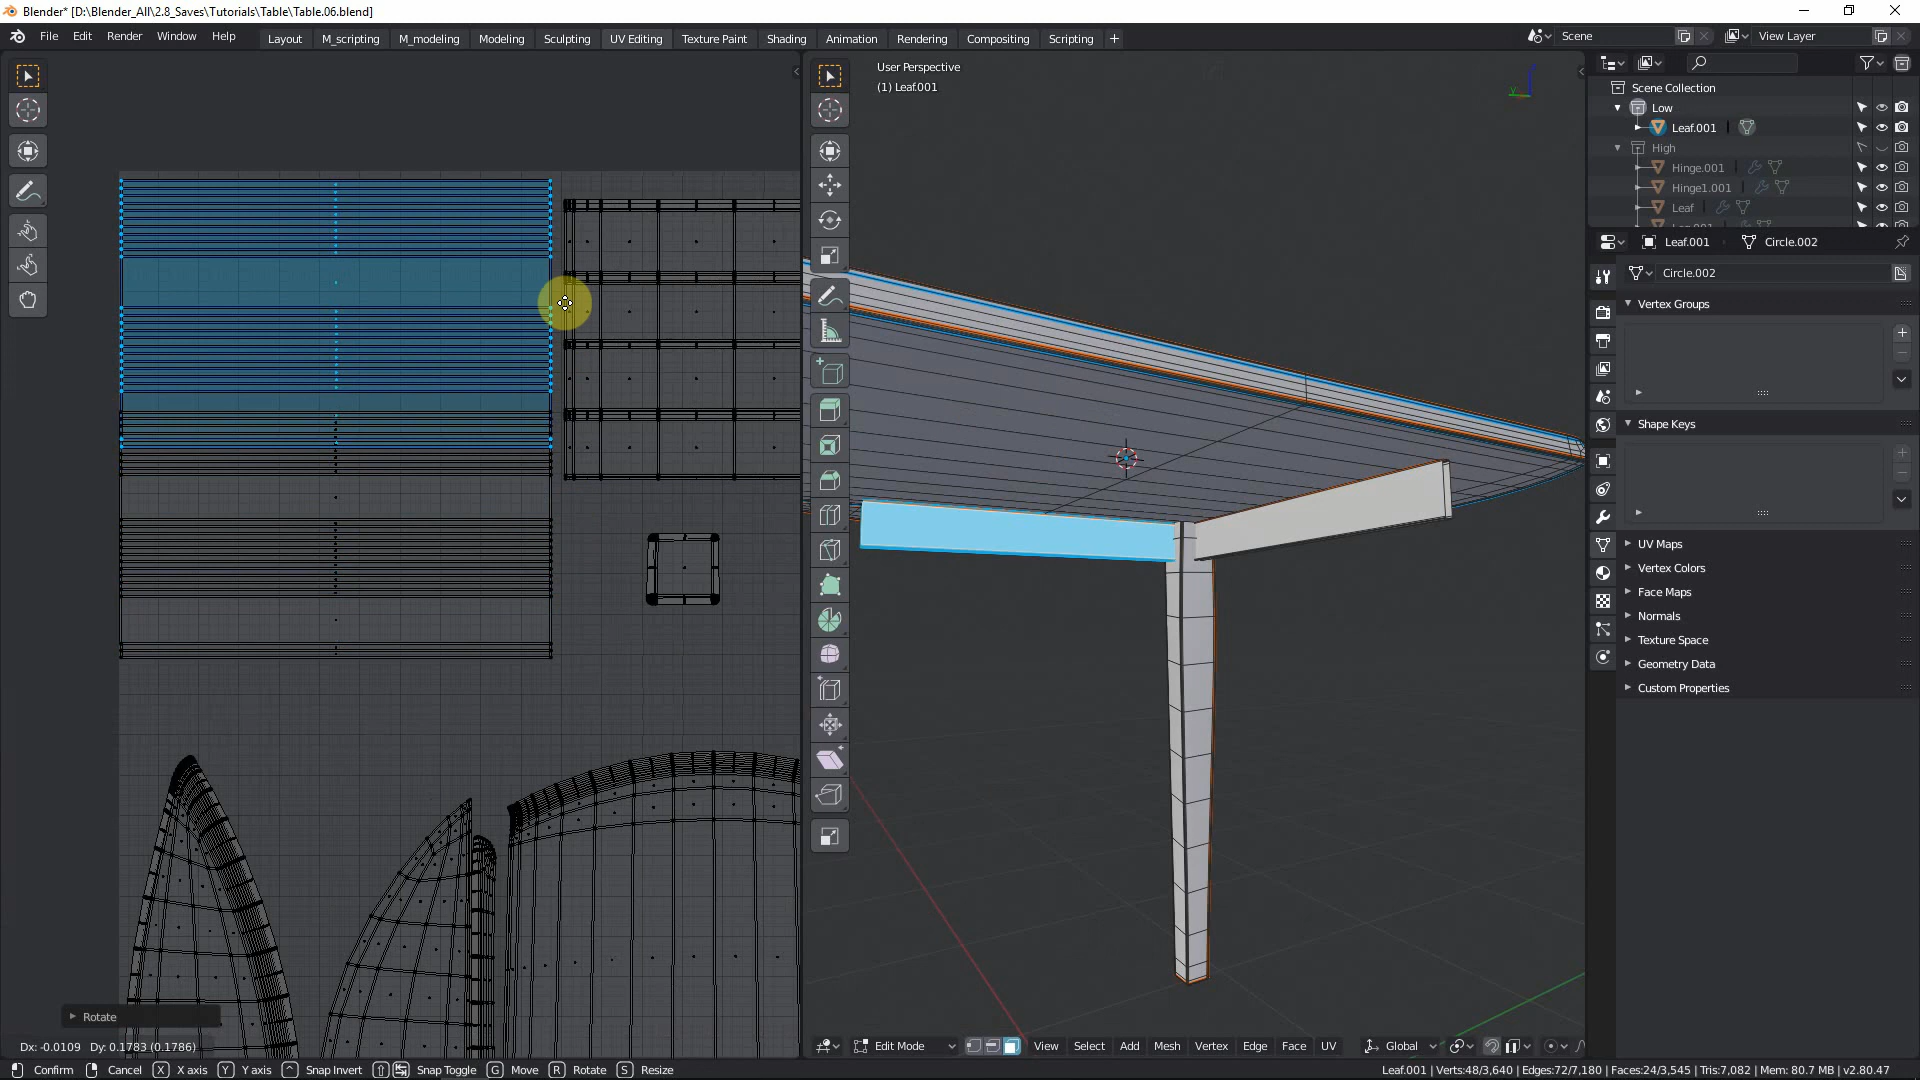 Blender* [D:\Blender_All\2.8_Saves\Tutorials\Table\Table.06.blend]
File Edit Render Window Help
Layout M_scripting M_modeling Modeling Sculpting UV Editing Texture Paint Shading Animation Rendering Compositing Scripting +
Scene
View Layer
User Perspective
(1) Leaf.001
Scene Collection
Low
Leaf.001
High
Hinge.001
Hinge1.001
Leaf
Leaf.001 Circle.002
Circle.002
Vertex Groups
Shape Keys
UV Maps
Vertex Colors
Face Maps
Normals
Texture Space
Geometry Data
Custom Properties
Rotate
Dx: -0.0109 Dy: 0.1783 (0.1786)
Edit Mode View Select Add Mesh Vertex Edge Face UV Global
Confirm Cancel X X axis Y Y axis ^ Snap Invert Snap Toggle G Move R Rotate S Resize
Leaf.001 | Verts:48/3,640 | Edges:72/7,180 | Faces:24/3,545 | Tris:7,082 | Mem: 80.7 MB | v2.80.47